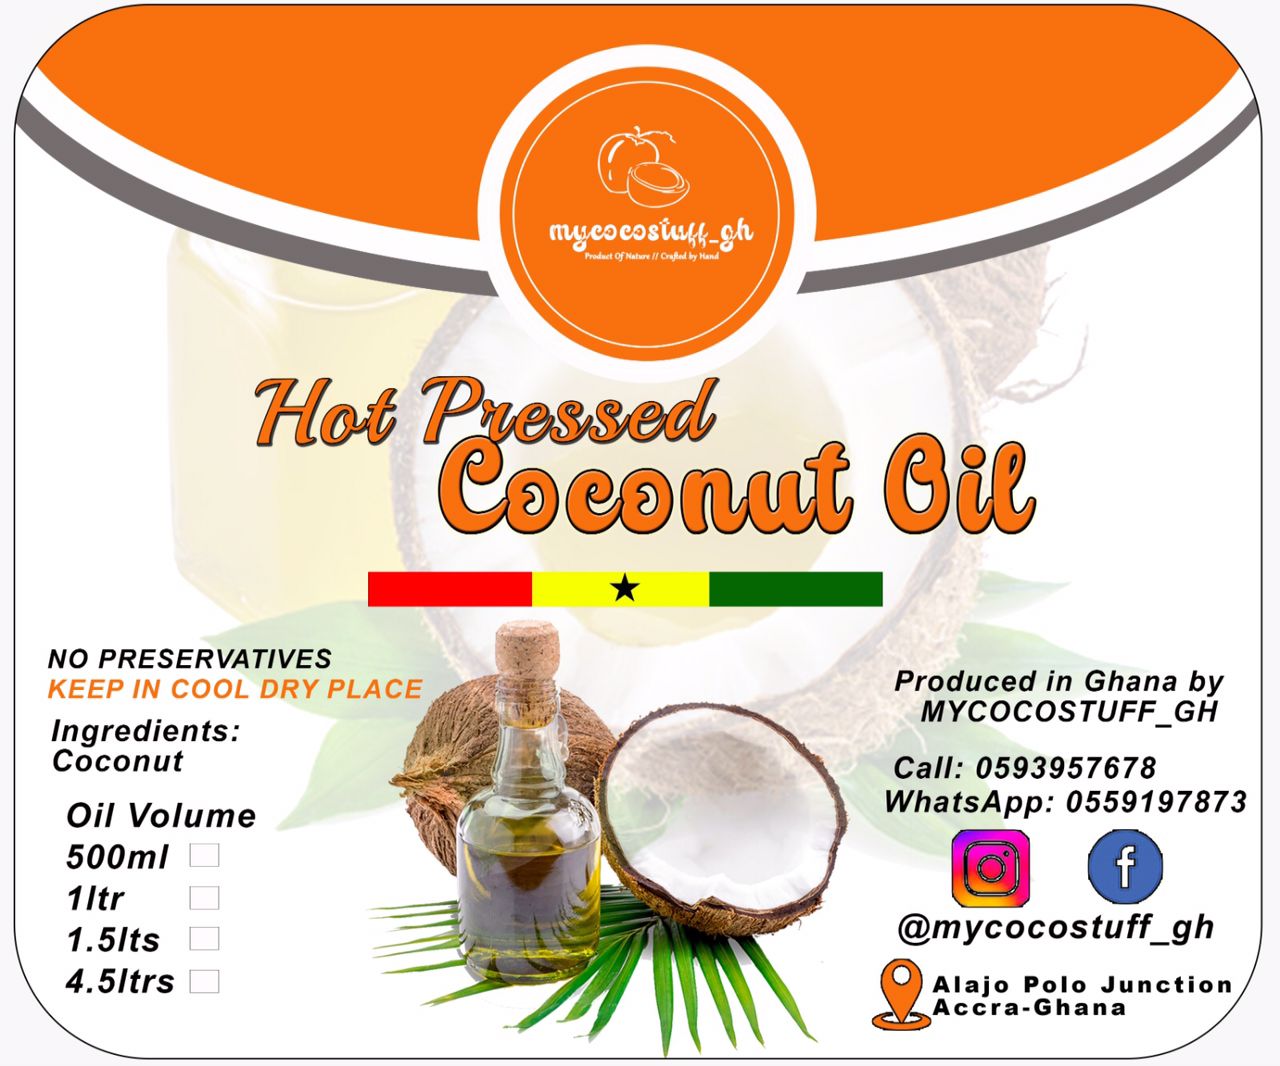 mycocostuff_gh
Product Of Nature // Crafted by Hand
Hot Pressed
Coconut Oil
NO PRESERVATIVES
KEEP IN COOL DRY PLACE
Ingredients:
Coconut
Oil Volume
500ml
1ltr
1.5lts
4.5ltrs
Produced in Ghana by
MYCOCOSTUFF_GH
Call: 0593957678
WhatsApp: 0559197873
@mycocostuff_gh
Alajo Polo Junction
Accra-Ghana